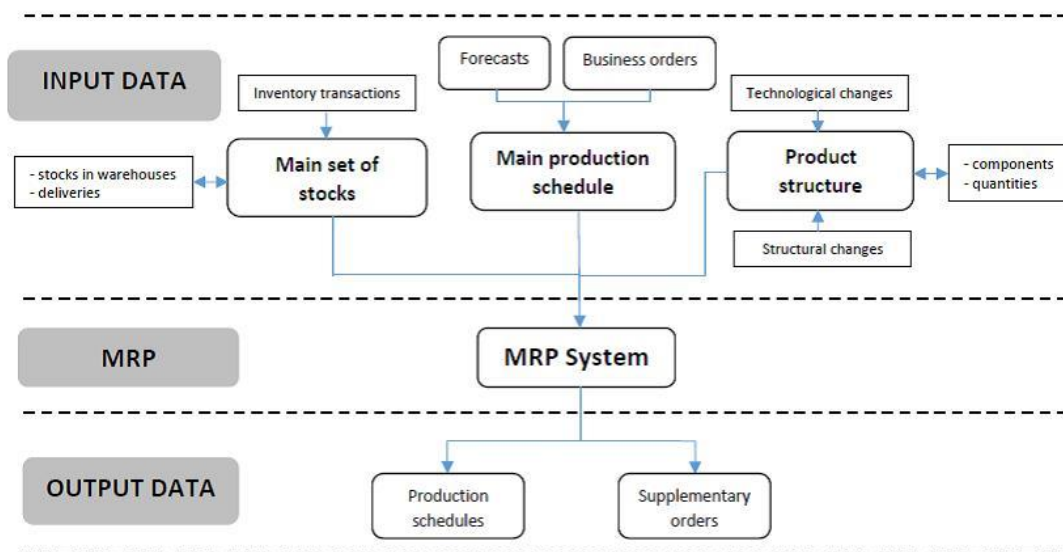 INPUT DATA
Forecasts
Business orders
Inventory transactions
Technological changes
- stocks in warehouses
- deliveries
Main set of
stocks
Main production
schedule
Product
structure
- components
- quantities
Structural changes
MRP
MRP System
OUTPUT DATA
Production
schedules
Supplementary
orders